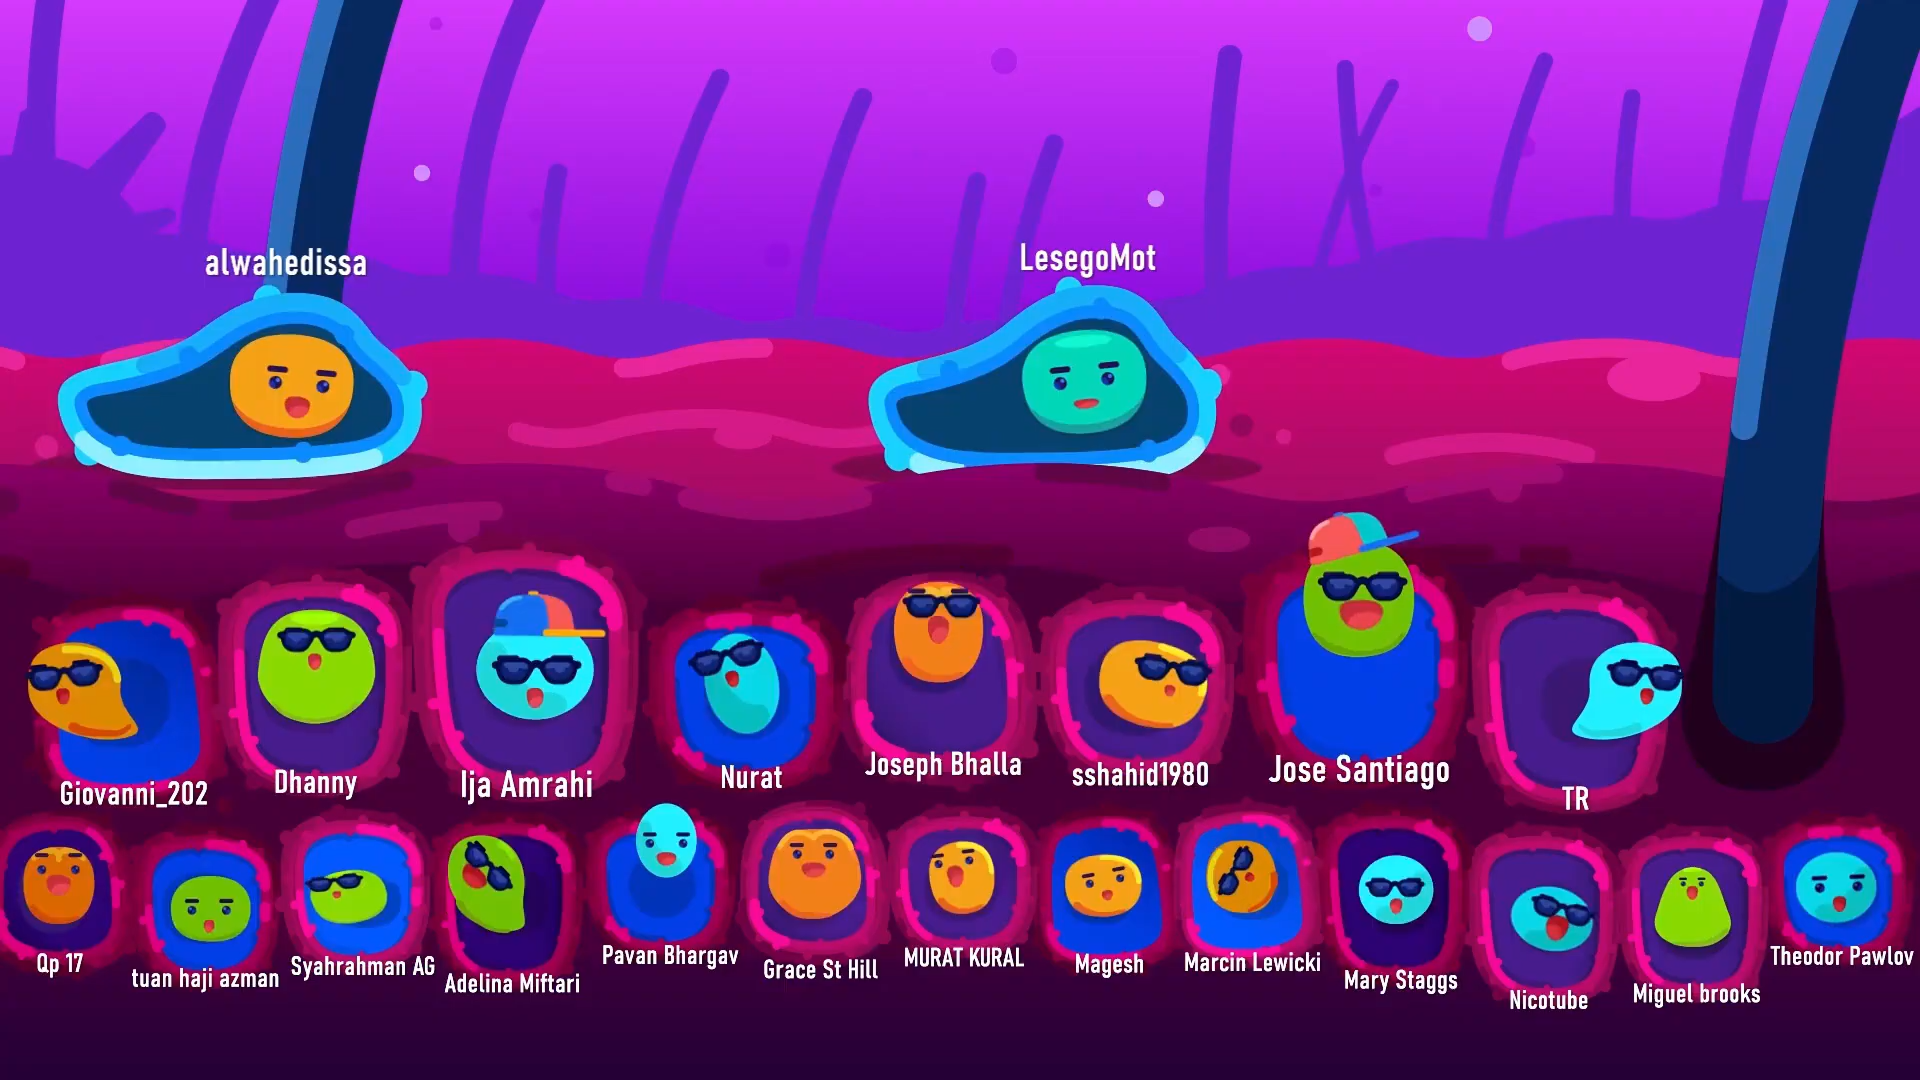 alwahedissa
LesegoMot
Giovanni_202
Dhanny
Ija Amrahi
Nurat
Joseph Bhalla
sshahid1980
Jose Santiago
TR
Qp 17
tuan haji azman
Syahrahman AG
Adelina Miftari
Pavan Bhargav
Grace St Hill
MURAT KURAL
Magesh
Marcin Lewicki
Mary Staggs
Nicotube
Miguel brooks
Theodor Pawlov